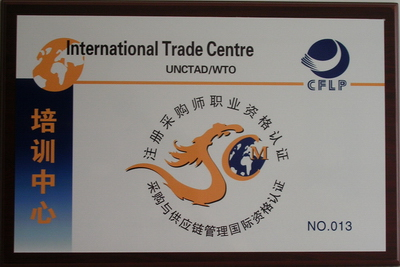 International Trade Centre
UNCTAD/WTO
CFLP
培训中心
注册采购师职业资格认证
M
采购与供应链管理国际资格认证
NO.013